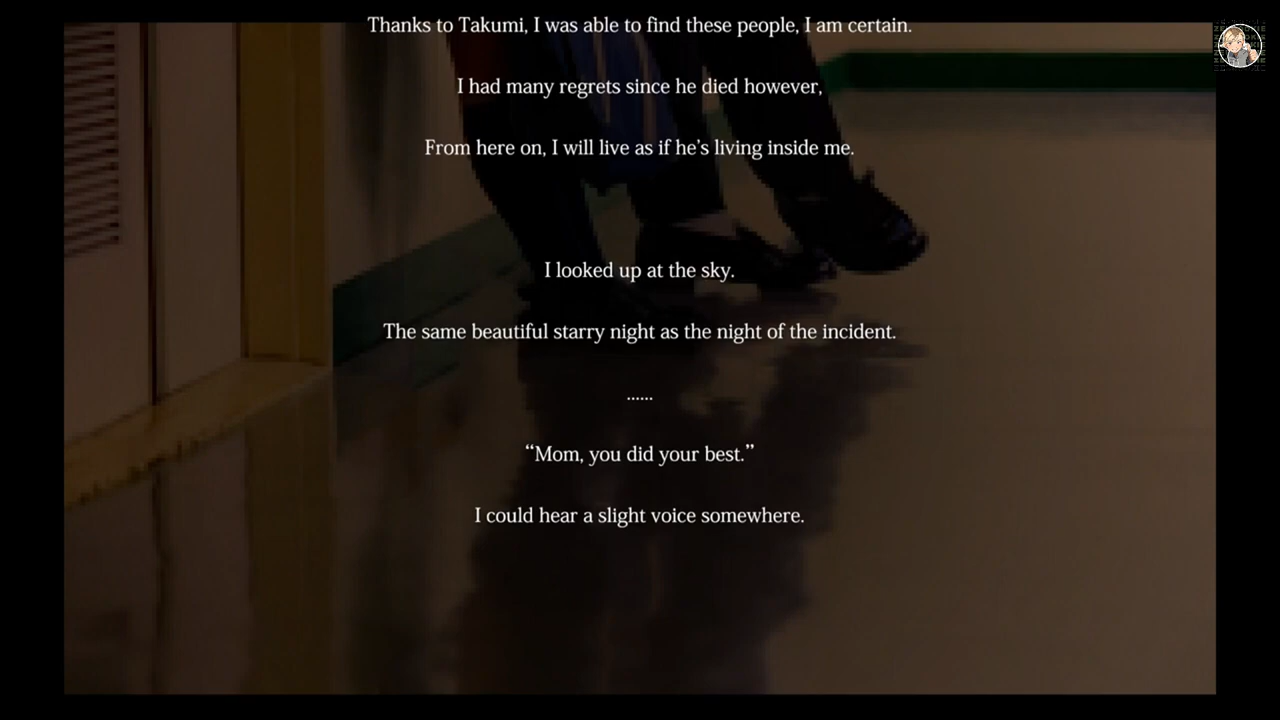 Thanks to Takumi, I was able to find these people, I am certain.
I had many regrets since he died however,
From here on, I will live as if he’s living inside me.
I looked up at the sky.
The same beautiful starry night as the night of the incident.
......
“Mom, you did your best.”
I could hear a slight voice somewhere.